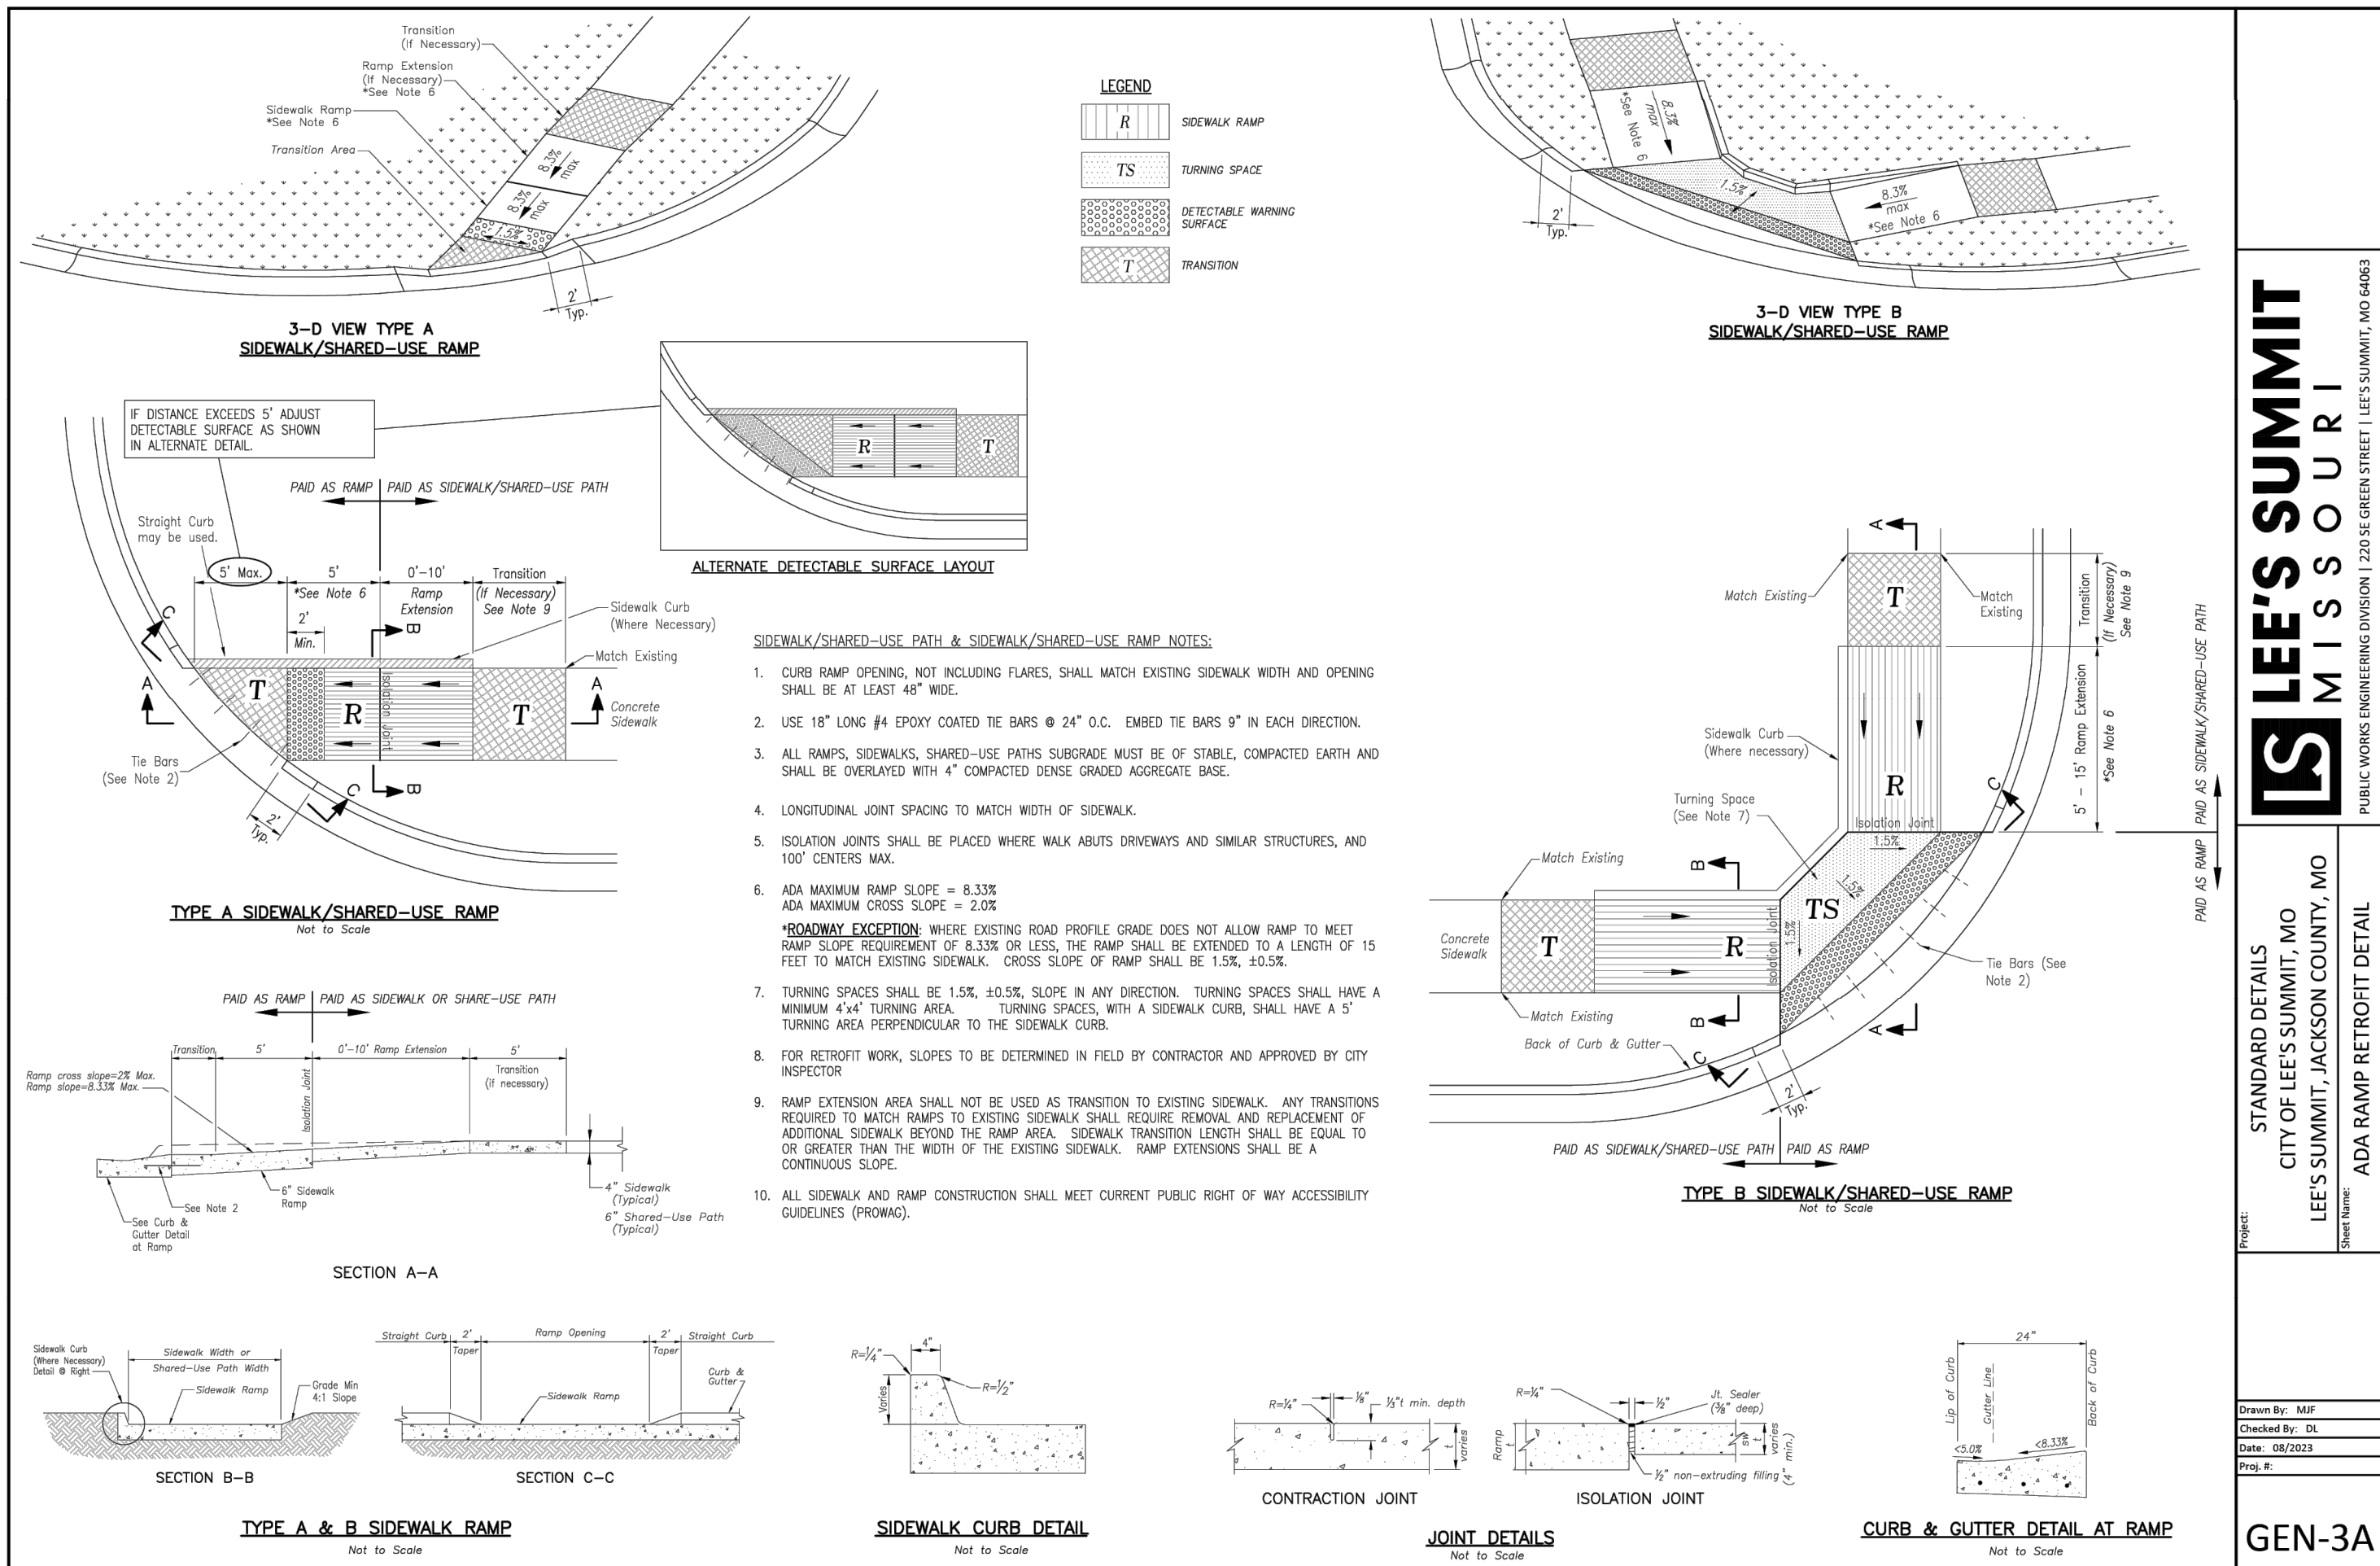 Transition
(If Necessary)
Ramp Extension
(If Necessary)
*See Note 6
Sidewalk Ramp
*See Note 6
Transition Area
8.3%
max
8.3%
max
1.5%
2'
Typ.
3-D VIEW TYPE A
SIDEWALK/SHARED-USE RAMP
LEGEND
R SIDEWALK RAMP
TS TURNING SPACE
DETECTABLE WARNING
SURFACE
T TRANSITION
*See Note 6
8.3%
max
1.5%
8.3%
max
*See Note 6
2'
Typ.
3-D VIEW TYPE B
SIDEWALK/SHARED-USE RAMP
IF DISTANCE EXCEEDS 5' ADJUST
DETECTABLE SURFACE AS SHOWN
IN ALTERNATE DETAIL.
R
T
ALTERNATE DETECTABLE SURFACE LAYOUT
PAID AS RAMP
PAID AS SIDEWALK/SHARED-USE PATH
Straight Curb
may be used.
5' Max.
5'
*See Note 6
2'
Min.
0'-10'
Ramp
Extension
Transition
(If Necessary)
See Note 9
Sidewalk Curb
(Where Necessary)
Match Existing
Concrete
Sidewalk
C
B
A
A
T
R
Isolation Joint
T
Tie Bars
(See Note 2)
C
B
2'
Typ.
TYPE A SIDEWALK/SHARED-USE RAMP
Not to Scale
SIDEWALK/SHARED-USE PATH & SIDEWALK/SHARED-USE RAMP NOTES:
1. CURB RAMP OPENING, NOT INCLUDING FLARES, SHALL MATCH EXISTING SIDEWALK WIDTH AND OPENING
SHALL BE AT LEAST 48" WIDE.
2. USE 18" LONG #4 EPOXY COATED TIE BARS @ 24" O.C. EMBED TIE BARS 9" IN EACH DIRECTION.
3. ALL RAMPS, SIDEWALKS, SHARED-USE PATHS SUBGRADE MUST BE OF STABLE, COMPACTED EARTH AND
SHALL BE OVERLAYED WITH 4" COMPACTED DENSE GRADED AGGREGATE BASE.
4. LONGITUDINAL JOINT SPACING TO MATCH WIDTH OF SIDEWALK.
5. ISOLATION JOINTS SHALL BE PLACED WHERE WALK ABUTS DRIVEWAYS AND SIMILAR STRUCTURES, AND
100' CENTERS MAX.
6. ADA MAXIMUM RAMP SLOPE = 8.33%
ADA MAXIMUM CROSS SLOPE = 2.0%
*ROADWAY EXCEPTION: WHERE EXISTING ROAD PROFILE GRADE DOES NOT ALLOW RAMP TO MEET
RAMP SLOPE REQUIREMENT OF 8.33% OR LESS, THE RAMP SHALL BE EXTENDED TO A LENGTH OF 15
FEET TO MATCH EXISTING SIDEWALK. CROSS SLOPE OF RAMP SHALL BE 1.5%, ±0.5%.
7. TURNING SPACES SHALL BE 1.5%, ±0.5%, SLOPE IN ANY DIRECTION. TURNING SPACES SHALL HAVE A
MINIMUM 4'x4' TURNING AREA. TURNING SPACES, WITH A SIDEWALK CURB, SHALL HAVE A 5'
TURNING AREA PERPENDICULAR TO THE SIDEWALK CURB.
8. FOR RETROFIT WORK, SLOPES TO BE DETERMINED IN FIELD BY CONTRACTOR AND APPROVED BY CITY
INSPECTOR
9. RAMP EXTENSION AREA SHALL NOT BE USED AS TRANSITION TO EXISTING SIDEWALK. ANY TRANSITIONS
REQUIRED TO MATCH RAMPS TO EXISTING SIDEWALK SHALL REQUIRE REMOVAL AND REPLACEMENT OF
ADDITIONAL SIDEWALK BEYOND THE RAMP AREA. SIDEWALK TRANSITION LENGTH SHALL BE EQUAL TO
OR GREATER THAN THE WIDTH OF THE EXISTING SIDEWALK. RAMP EXTENSIONS SHALL BE A
CONTINUOUS SLOPE.
10. ALL SIDEWALK AND RAMP CONSTRUCTION SHALL MEET CURRENT PUBLIC RIGHT OF WAY ACCESSIBILITY
GUIDELINES (PROWAG).
A
Match Existing
T
Match
Existing
Transition
(If Necessary)
See Note 9
Sidewalk Curb
(Where necessary)
R
5' - 15' Ramp Extension
*See Note 6
PAID AS SIDEWALK/SHARED-USE PATH
PAID AS RAMP
Turning Space
(See Note 7)
Isolation Joint
1.5%
C
Match Existing
B
1.5%
TS
Concrete
Sidewalk
T
R
Isolation Joint
1.5%
Tie Bars (See
Note 2)
Match Existing
B
A
Back of Curb & Gutter
C
2'
Typ.
PAID AS SIDEWALK/SHARED-USE PATH
PAID AS RAMP
TYPE B SIDEWALK/SHARED-USE RAMP
Not to Scale
PAID AS RAMP
PAID AS SIDEWALK OR SHARE-USE PATH
Transition
5'
0'-10' Ramp Extension
5'
Transition
(if necessary)
Ramp cross slope=2% Max.
Ramp slope=8.33% Max.
Isolation Joint
See Note 2
6" Sidewalk
Ramp
See Curb &
Gutter Detail
at Ramp
4" Sidewalk
(Typical)
6" Shared-Use Path
(Typical)
SECTION A-A
Sidewalk Curb
(Where Necessary)
Detail @ Right
Sidewalk Width or
Shared-Use Path Width
Sidewalk Ramp
Grade Min
4:1 Slope
SECTION B-B
Straight Curb
2'
Taper
Ramp Opening
2'
Taper
Straight Curb
Curb &
Gutter
Sidewalk Ramp
SECTION C-C
TYPE A & B SIDEWALK RAMP
Not to Scale
4"
R=¼"
R=½"
Varies
SIDEWALK CURB DETAIL
Not to Scale
R=¼"
⅛"
⅓"t min. depth
t
varies
CONTRACTION JOINT
R=¼"
½"
Jt. Sealer
(⅜" deep)
Ramp
t
sw
t
varies
(4" min.)
½" non-extruding filling
ISOLATION JOINT
JOINT DETAILS
Not to Scale
24"
Lip of Curb
Gutter Line
Back of Curb
<5.0%
<8.33%
CURB & GUTTER DETAIL AT RAMP
Not to Scale
LS LEE'S SUMMIT
MISSOURI
PUBLIC WORKS ENGINEERING DIVISION | 220 SE GREEN STREET | LEE'S SUMMIT, MO 64063
Project:
STANDARD DETAILS
CITY OF LEE'S SUMMIT, MO
LEE'S SUMMIT, JACKSON COUNTY, MO
Sheet Name:
ADA RAMP RETROFIT DETAIL
Drawn By: MJF
Checked By: DL
Date: 08/2023
Proj. #:
GEN-3A